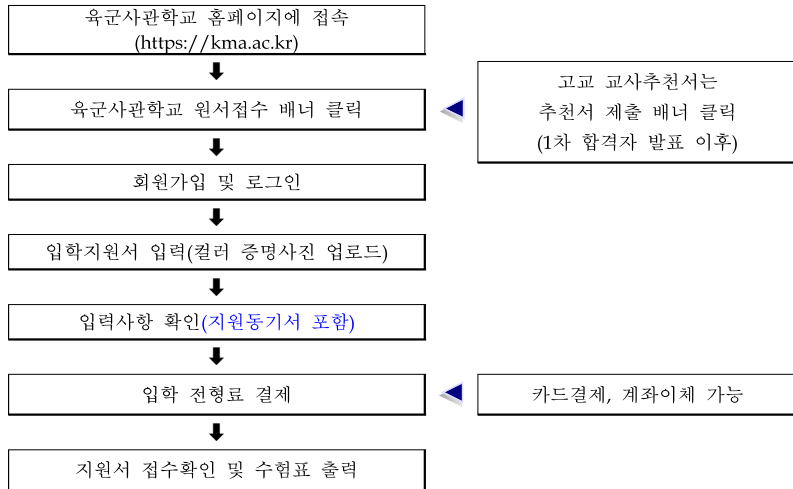 육군사관학교 홈페이지에 접속
(https://kma.ac.kr)
육군사관학교 원서접수 배너 클릭
고교 교사추천서는
추천서 제출 배너 클릭
(1차 합격자 발표 이후)
회원가입 및 로그인
입학지원서 입력(컬러 증명사진 업로드)
입력사항 확인(지원동기서 포함)
입학 전형료 결제
카드결제, 계좌이체 가능
지원서 접수확인 및 수험표 출력